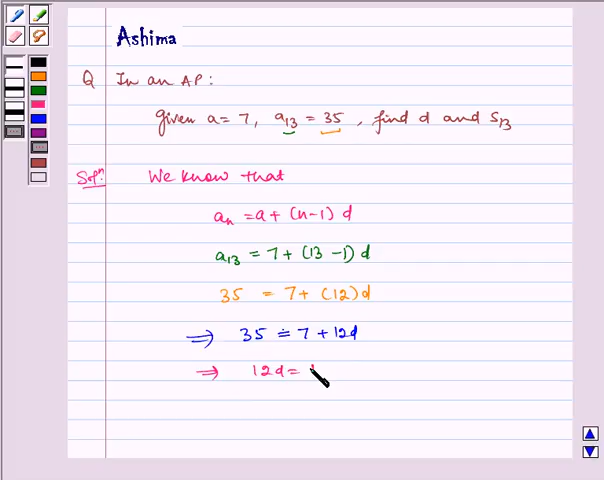 Ashima
Q In an AP:
Given a = 7, a₁₃ = 35, find d and S₁₃
Solⁿ: We know that
aₙ = a + (n-1) d
a₁₃ = 7 + (13 - 1) d
35 = 7 + (12) d
⇒ 35 = 7 + 12d
⇒ 12d =